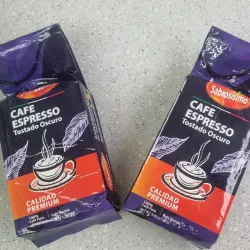 CAFE
ESPRESSO
Tostado Oscuro
CALIDAD
PREMIUM
Sabrosísimo
CAFE
ESPRESSO
Tostado Oscuro
CALIDAD
PREMIUM